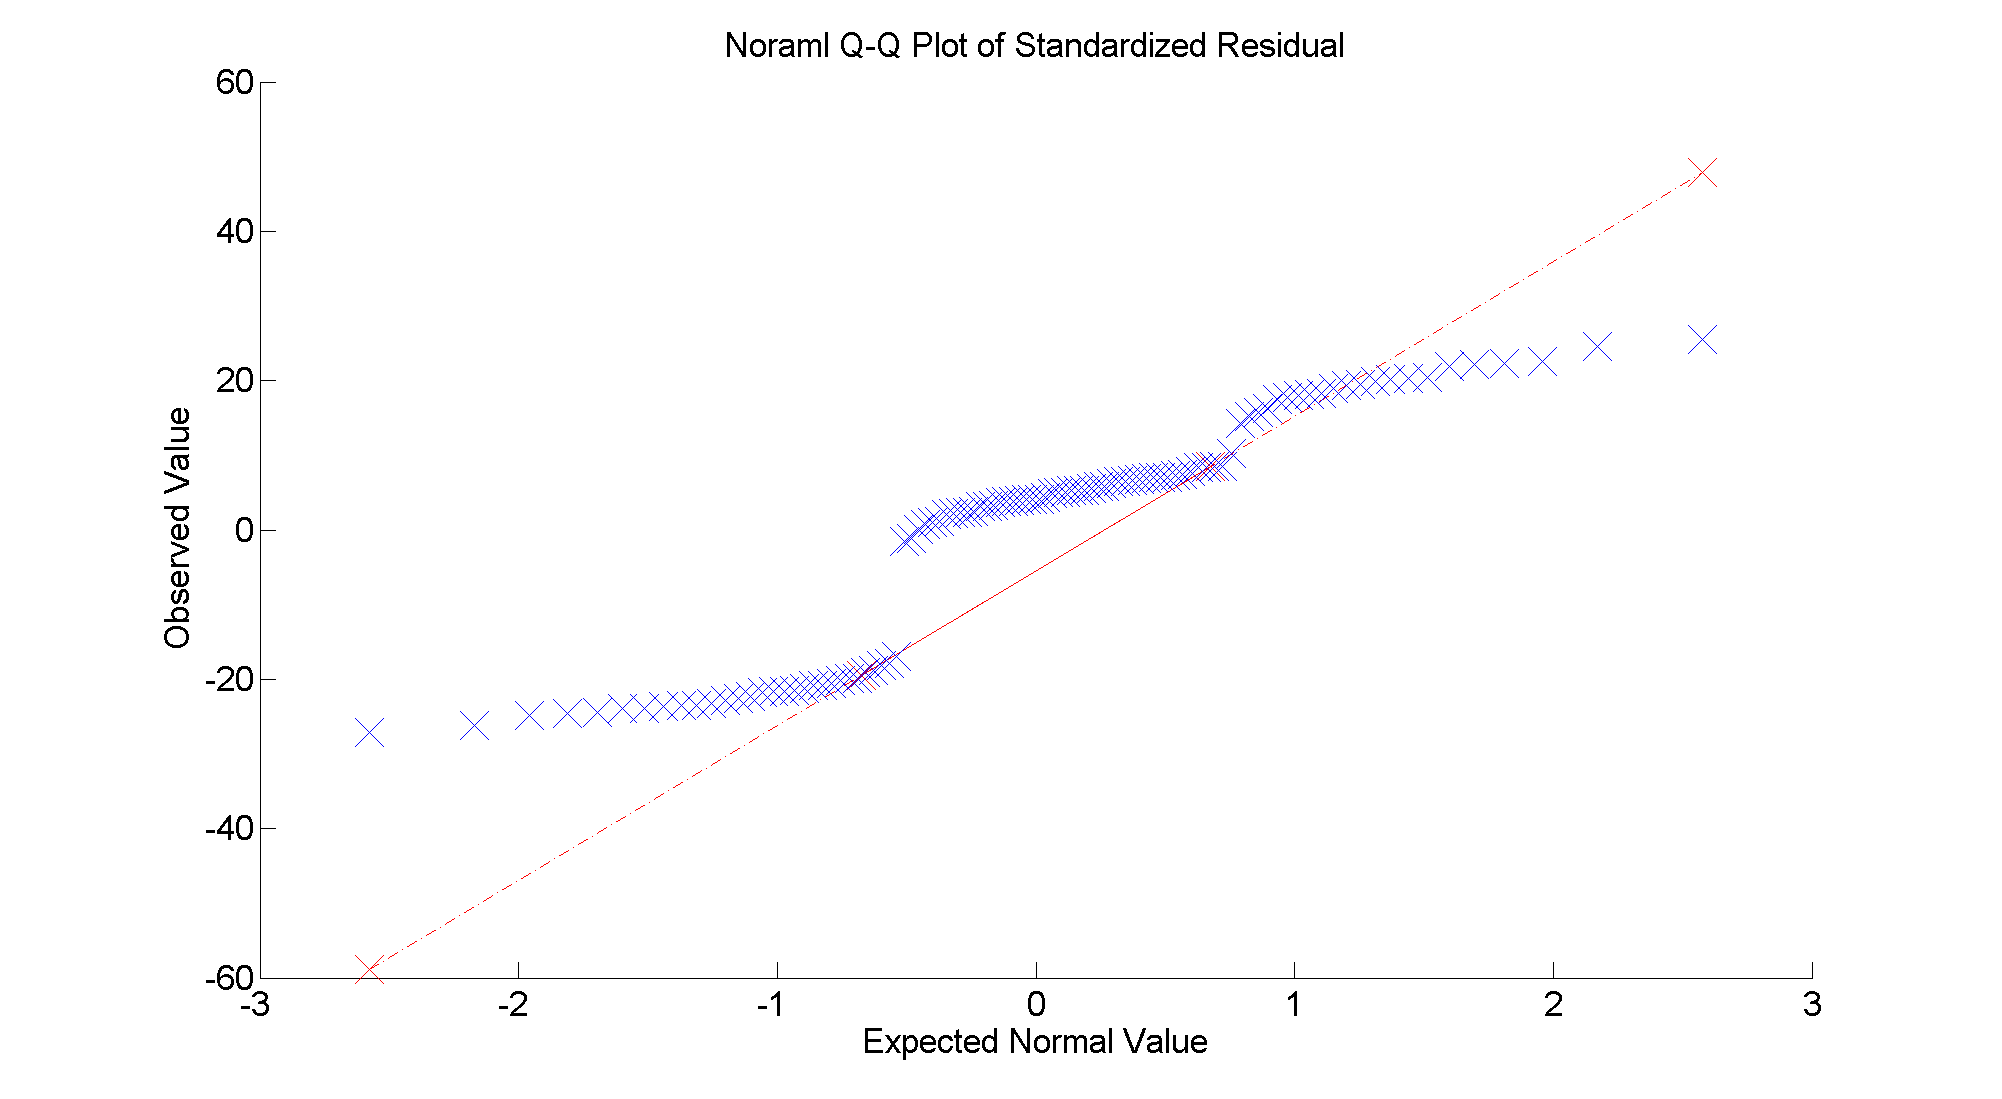 Noraml Q-Q Plot of Standardized Residual
60
40
20
0
-20
-40
-60
Observed Value
-3 -2 -1 0 1 2 3
Expected Normal Value